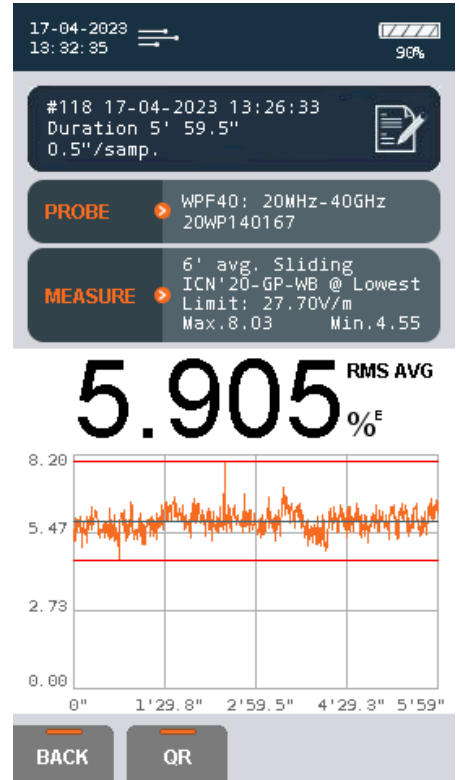 17-04-2023
13:32:35
90%
#118 17-04-2023 13:26:33
Duration 5' 59.5"
0.5"/samp.
PROBE
WPF40: 20MHz-40GHz
20WP140167
MEASURE
6' avg. Sliding
ICN'20-GP-WB @ Lowest
Limit: 27.70V/m
Max.8.03 Min.4.55
5.905 RMS AVG
%E
8.20
5.47
2.73
0.00
0" 1'29.8" 2'59.5" 4'29.3" 5'59"
BACK QR